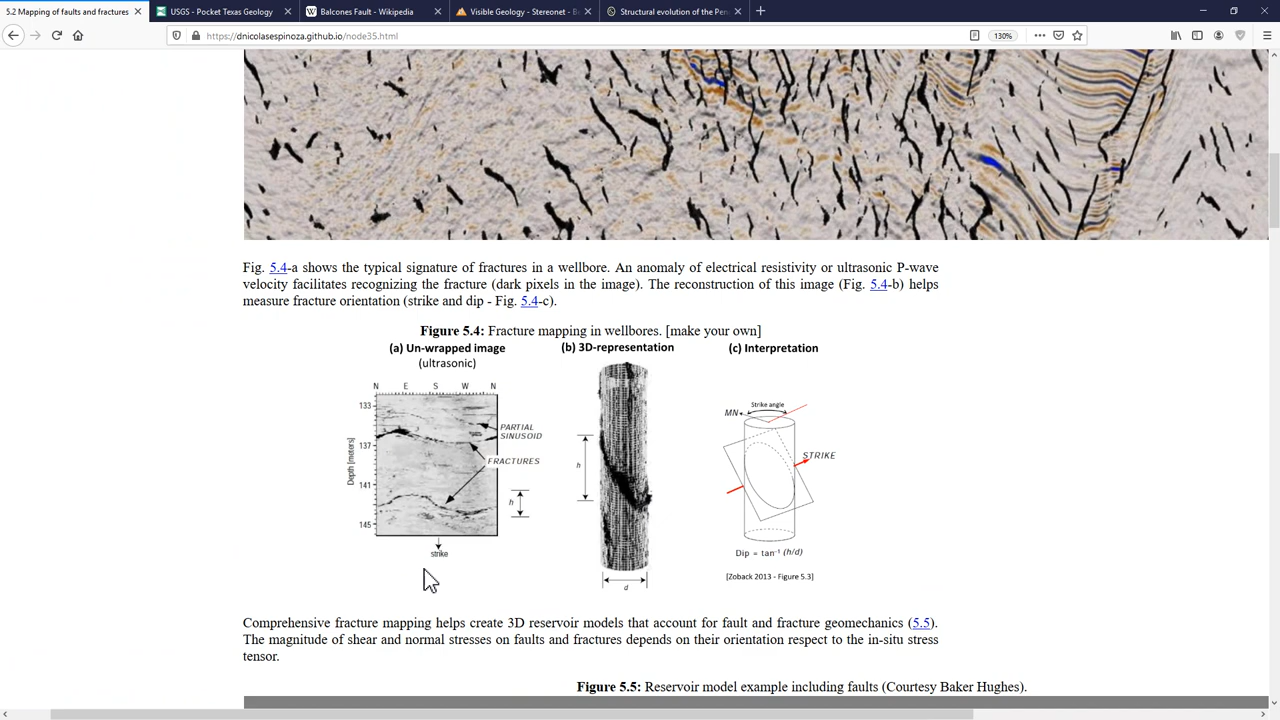 5.2 Mapping of faults and fractures
USGS - Pocket Texas Geology
Balcones Fault - Wikipedia
Visible Geology - Stereonet - B
Structural evolution of the Pen
https://dnicolasespinoza.github.io/node35.html
130%
Fig. 5.4-a shows the typical signature of fractures in a wellbore. An anomaly of electrical resistivity or ultrasonic P-wave
velocity facilitates recognizing the fracture (dark pixels in the image). The reconstruction of this image (Fig. 5.4-b) helps
measure fracture orientation (strike and dip - Fig. 5.4-c).
Figure 5.4: Fracture mapping in wellbores. [make your own]
(a) Un-wrapped image
(ultrasonic)
(b) 3D-representation
(c) Interpretation
N E S W N
133
137
141
145
Depth [meters]
PARTIAL
SINUSOID
FRACTURES
h
strike
h
d
Strike angle
MN
STRIKE
Dip = tan⁻¹ (h/d)
[Zoback 2013 - Figure 5.3]
Comprehensive fracture mapping helps create 3D reservoir models that account for fault and fracture geomechanics (5.5).
The magnitude of shear and normal stresses on faults and fractures depends on their orientation respect to the in-situ stress
tensor.
Figure 5.5: Reservoir model example including faults (Courtesy Baker Hughes).